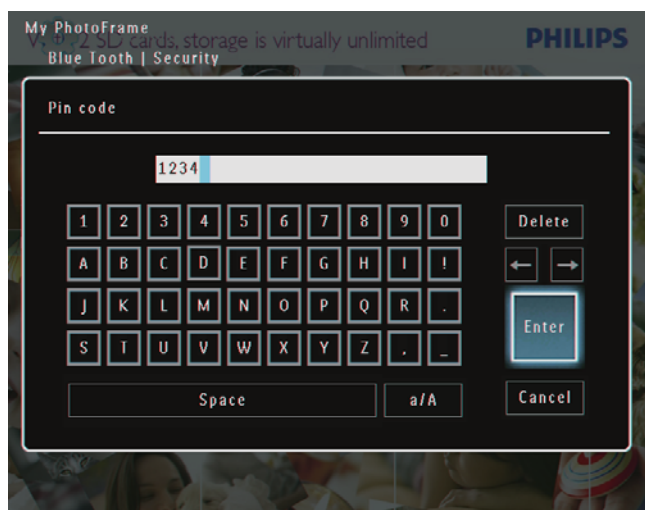 My PhotoFrame
V, 2 SD cards, storage is virtually unlimited
PHILIPS
Blue Tooth | Security
Pin code
1234
1 2 3 4 5 6 7 8 9 0 Delete
A B C D E F G H I ! ← →
J K L M N O P Q R .
Enter
S T U V W X Y Z , _
Space a/A Cancel